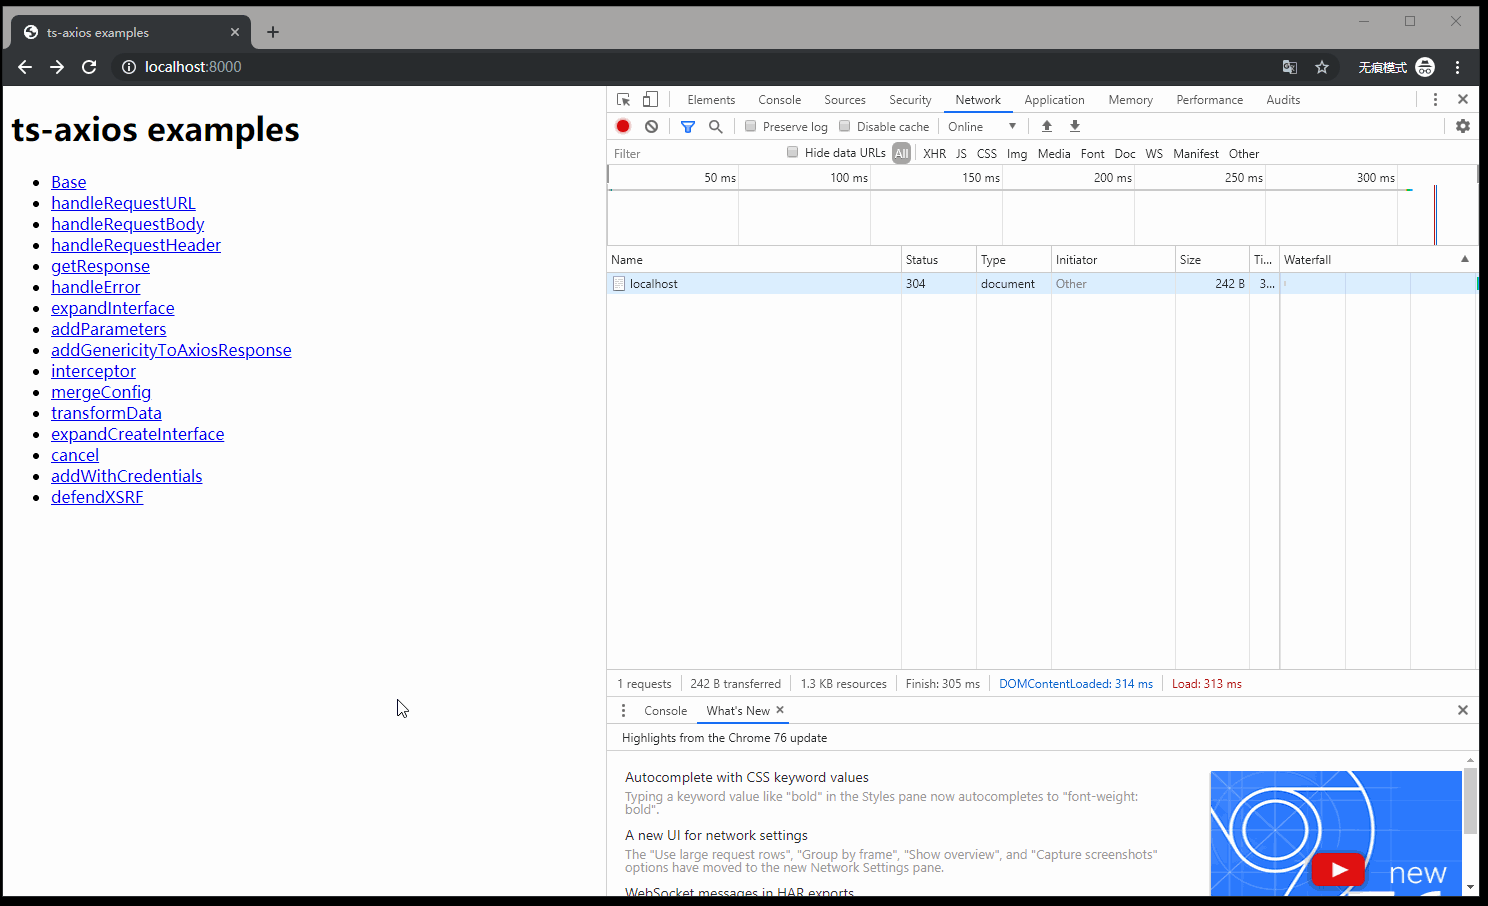 ts-axios examples
localhost:8000
无痕模式
ts-axios examples
Base
handleRequestURL
handleRequestBody
handleRequestHeader
getResponse
handleError
expandInterface
addParameters
addGenericityToAxiosResponse
interceptor
mergeConfig
transformData
expandCreateInterface
cancel
addWithCredentials
defendXSRF
Elements Console Sources Security Network Application Memory Performance Audits
Preserve log Disable cache Online
Filter Hide data URLs All XHR JS CSS Img Media Font Doc WS Manifest Other
50 ms 100 ms 150 ms 200 ms 250 ms 300 ms
Name Status Type Initiator Size Ti... Waterfall
localhost 304 document Other 242 B 3...
1 requests 242 B transferred 1.3 KB resources Finish: 305 ms DOMContentLoaded: 314 ms Load: 313 ms
Console What's New
Highlights from the Chrome 76 update
Autocomplete with CSS keyword values
Typing a keyword value like "bold" in the Styles pane now autocompletes to "font-weight:
bold".
A new UI for network settings
The "Use large request rows", "Group by frame", "Show overview", and "Capture screenshots"
options have moved to the new Network Settings pane.
WebSocket messages in HAR exports
new